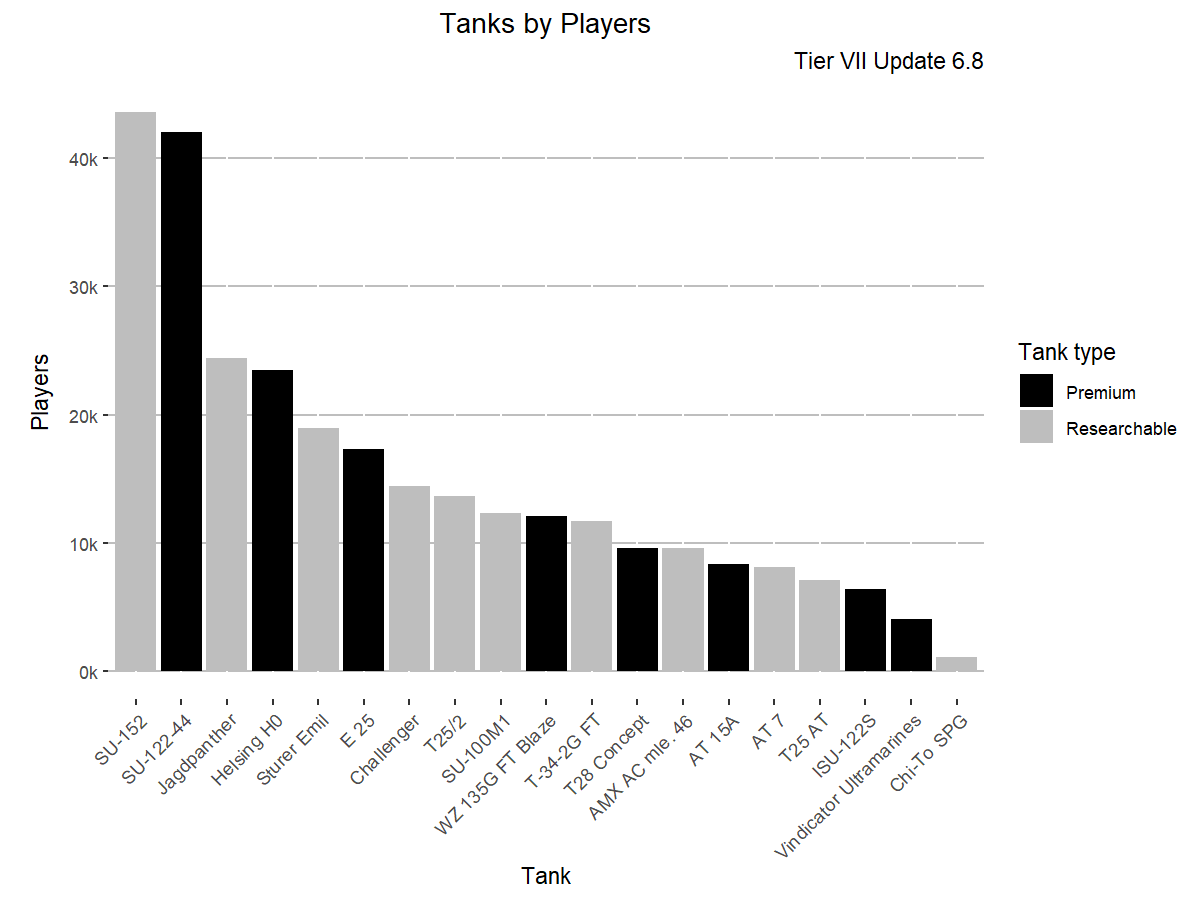 Tanks by Players
Tier VII Update 6.8
Players
40k
30k
20k
10k
0k
SU-152
SU-122-44
Jagdpanther
Helsing H0
Sturer Emil
E 25
Challenger
T25/2
SU-100M1
WZ 135G FT Blaze
T-34-2G FT
T28 Concept
AMX AC mle. 46
AT 15A
AT 7
T25 AT
ISU-122S
Vindicator Ultramarines
Chi-To SPG
Tank
Tank type
Premium
Researchable